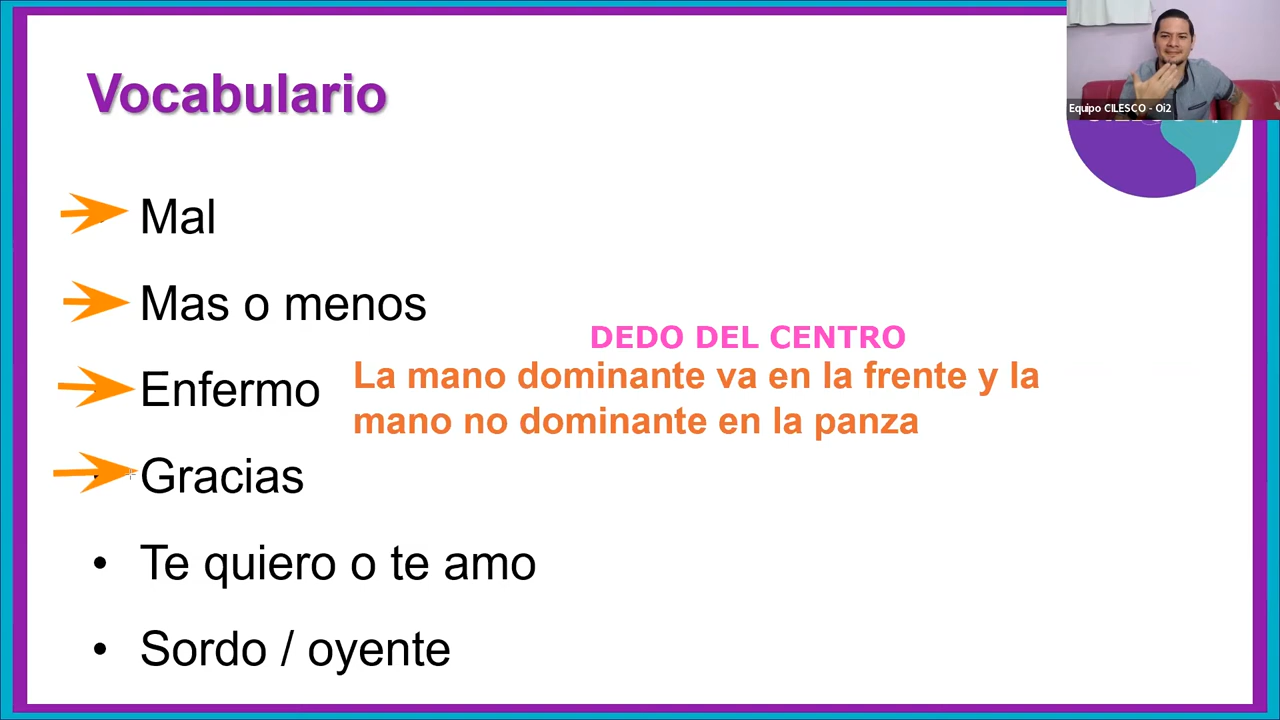 Vocabulario
Equipo CILESCO - Oi2
Mal
Mas o menos
DEDO DEL CENTRO
La mano dominante va en la frente y la
mano no dominante en la panza
Enfermo
Gracias
Te quiero o te amo
Sordo / oyente